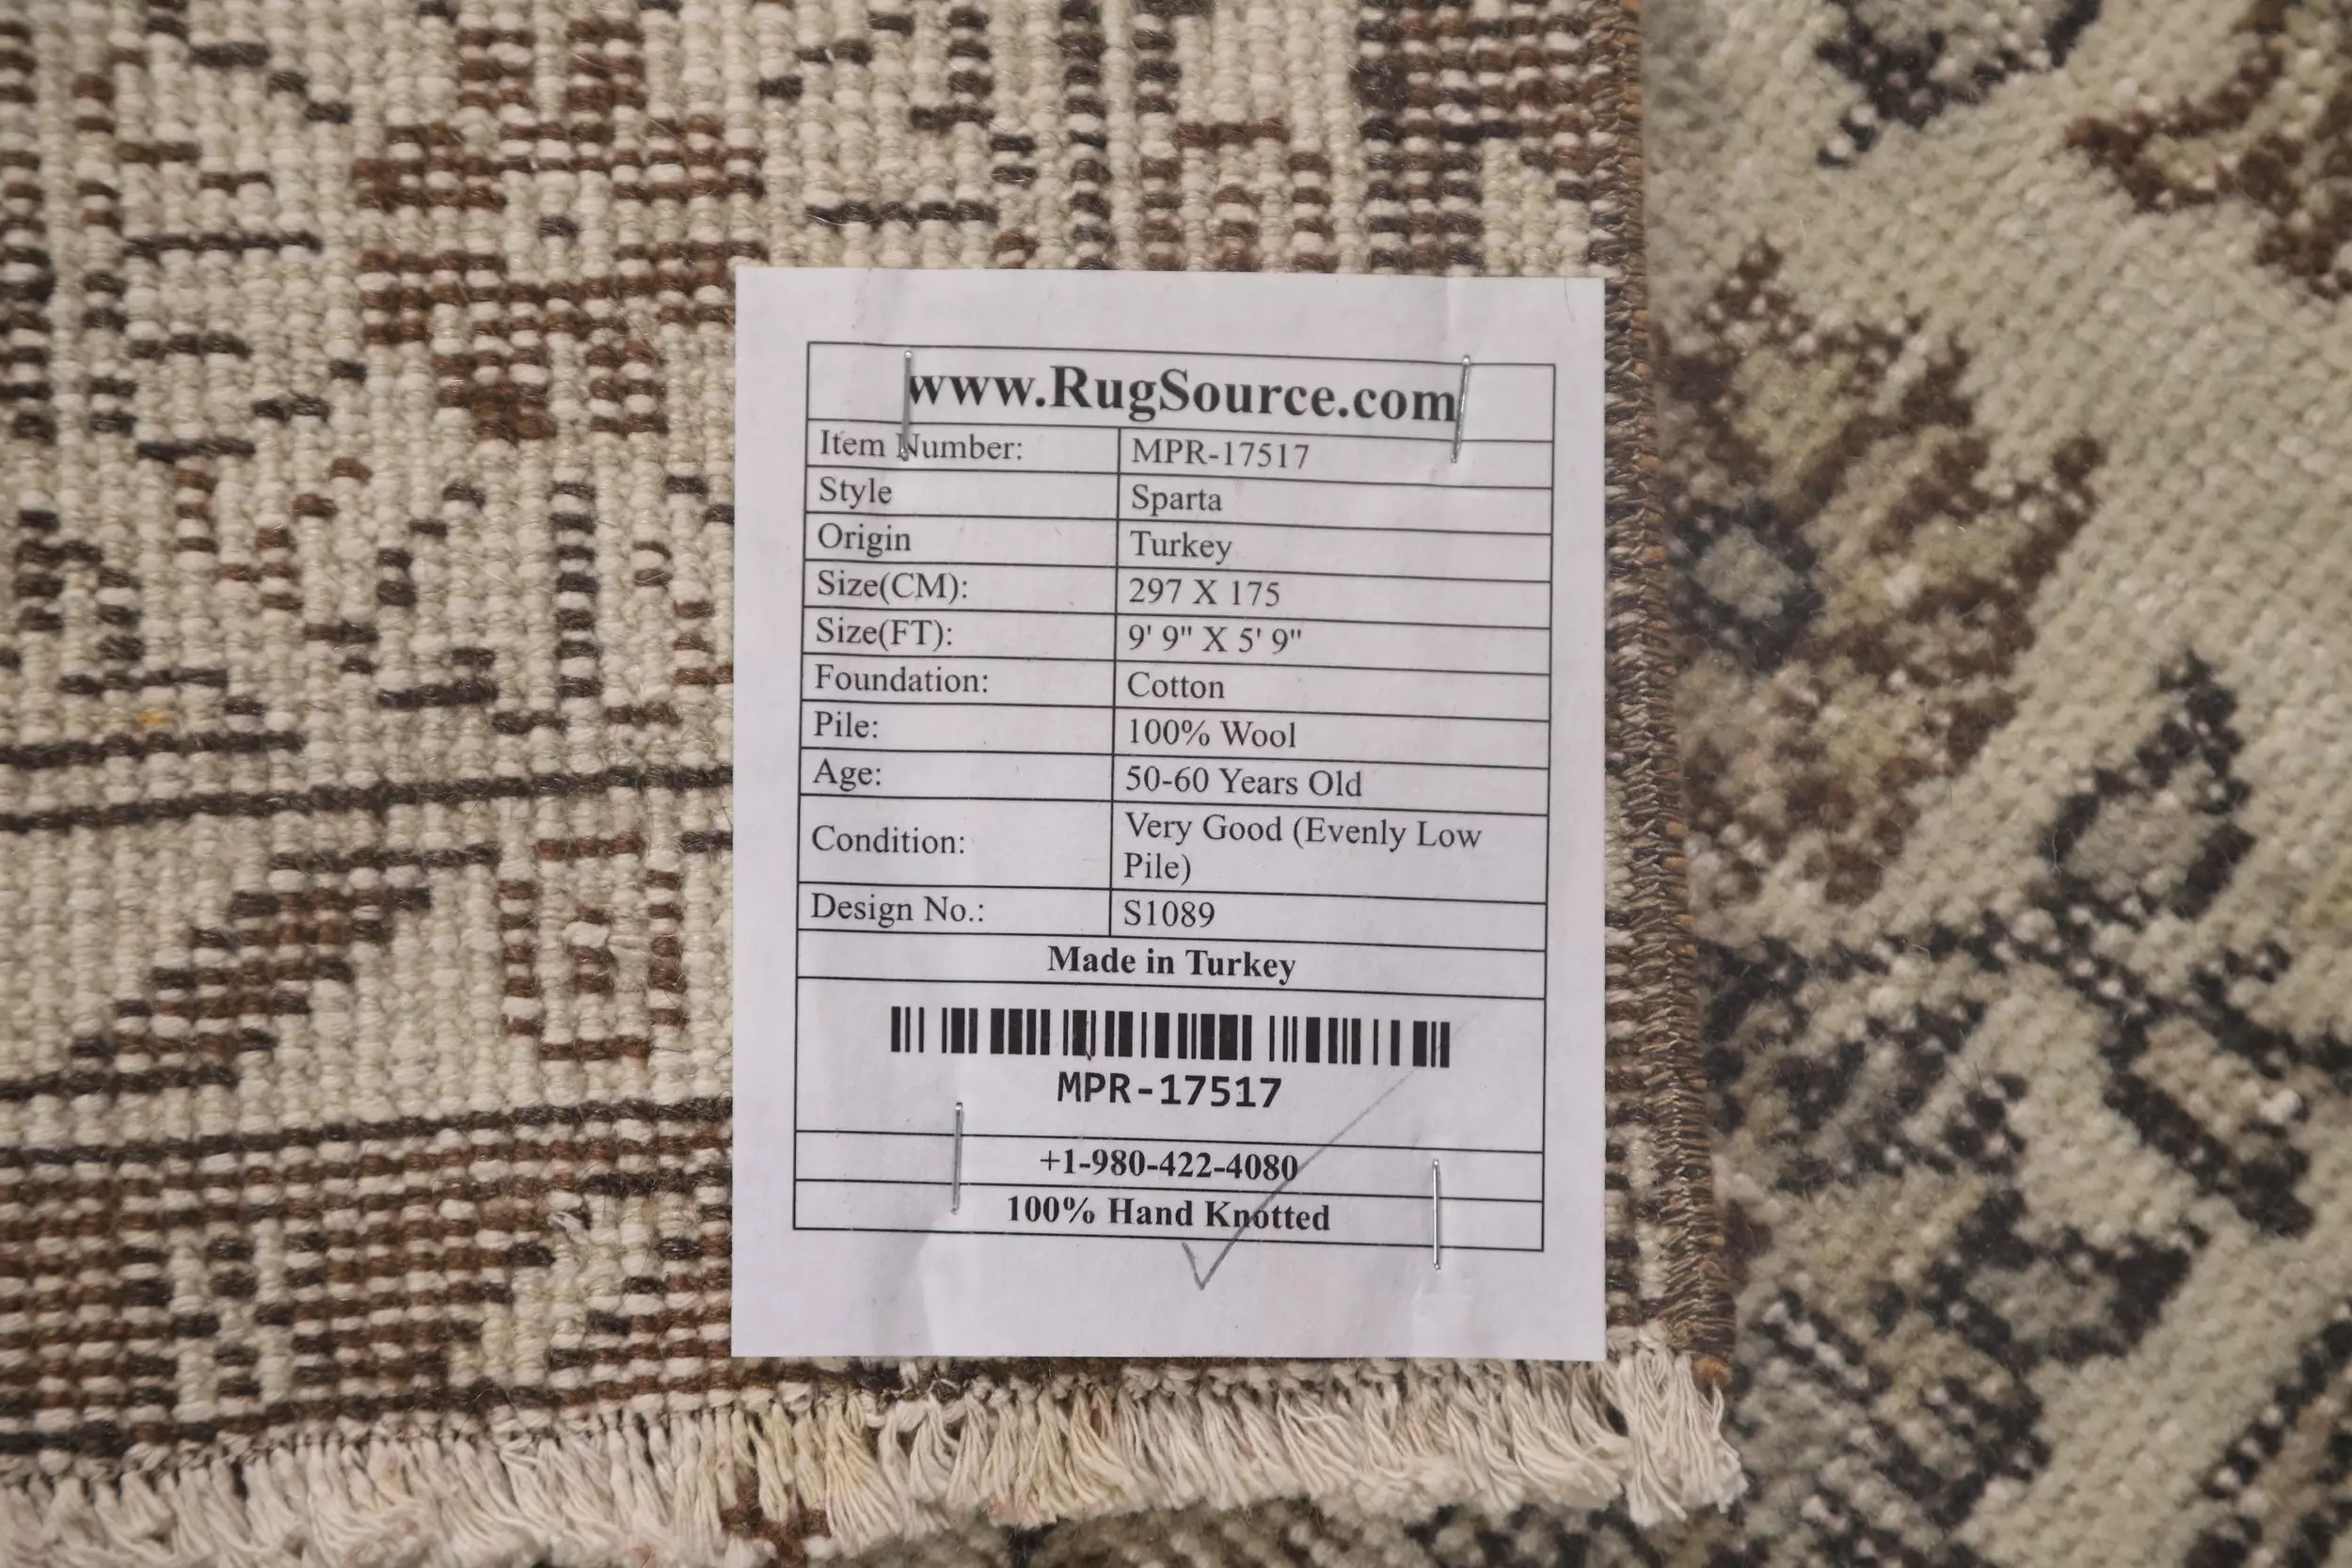 www.RugSource.com
Item Number: MPR-17517
Style Sparta
Origin Turkey
Size(CM): 297 X 175
Size(FT): 9' 9" X 5' 9"
Foundation: Cotton
Pile: 100% Wool
Age: 50-60 Years Old
Condition: Very Good (Evenly Low
Pile)
Design No.: S1089
Made in Turkey
MPR-17517
+1-980-422-4080
100% Hand Knotted